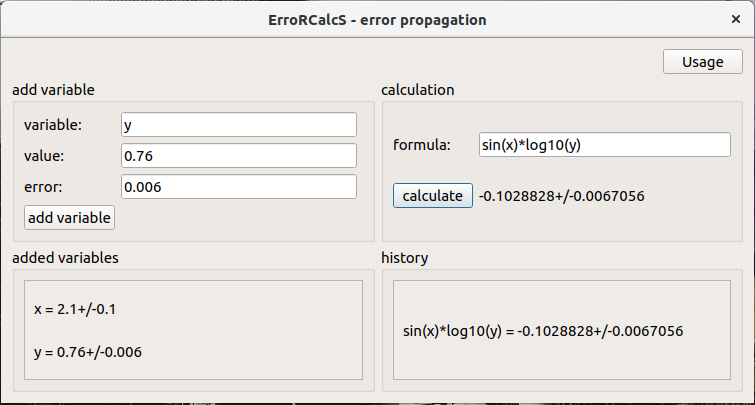 ErroRCalcS - error propagation
×
Usage
add variable
variable: y
value: 0.76
error: 0.006
add variable
calculation
formula: sin(x)*log10(y)
calculate -0.1028828+/-0.0067056
added variables
x = 2.1+/-0.1
y = 0.76+/-0.006
history
sin(x)*log10(y) = -0.1028828+/-0.0067056